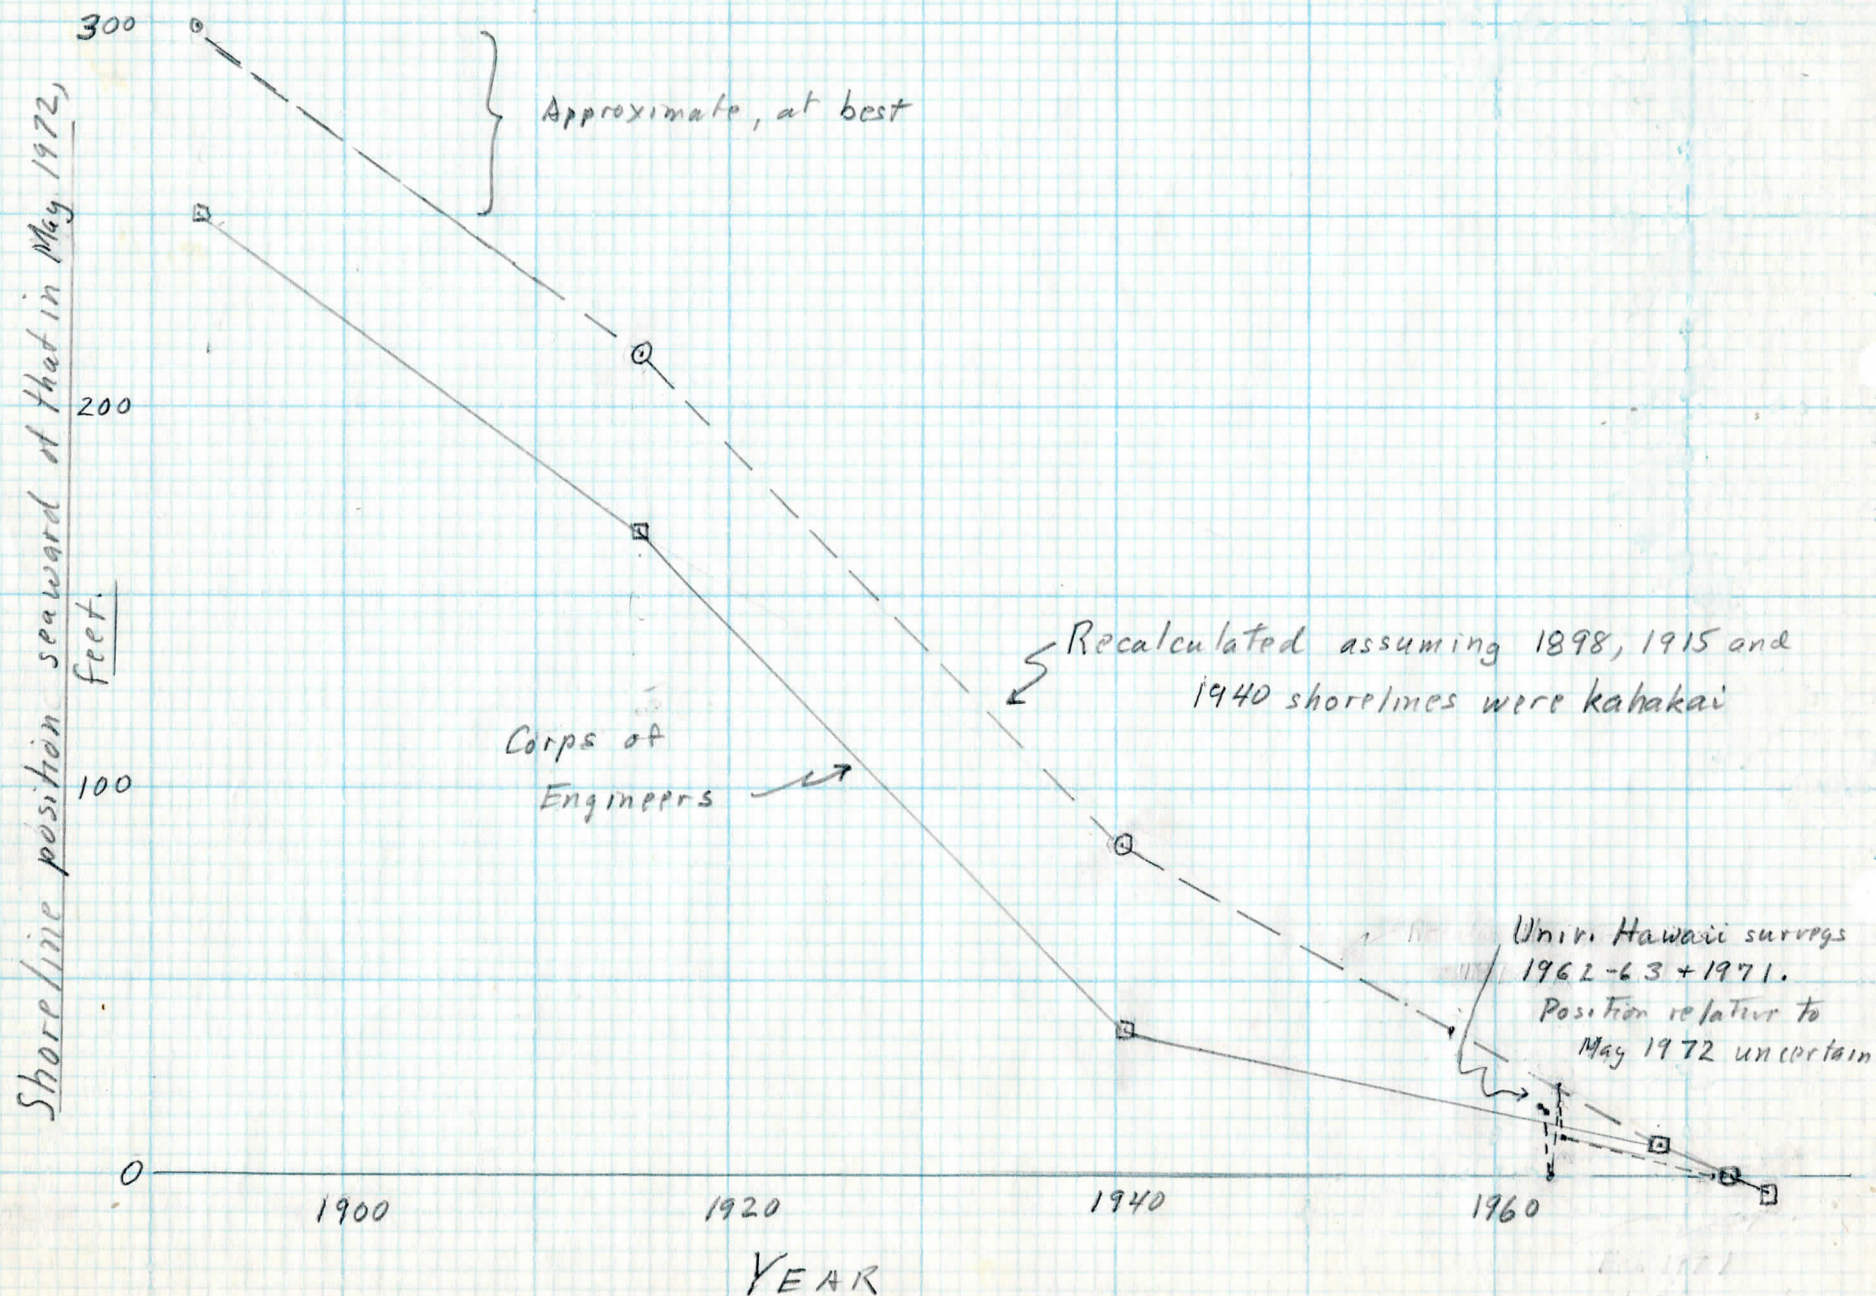 300
Approximate, at best
200
Shoreline position seaward of that in May 1972,
feet.
Recalculated assuming 1898, 1915 and
1940 shorelines were kahakai
Corps of
Engineers
100
Univ. Hawaii surveys
1962-63 + 1971.
Position relative to
May 1972 uncertain
0
1900
1920
1940
1960
YEAR